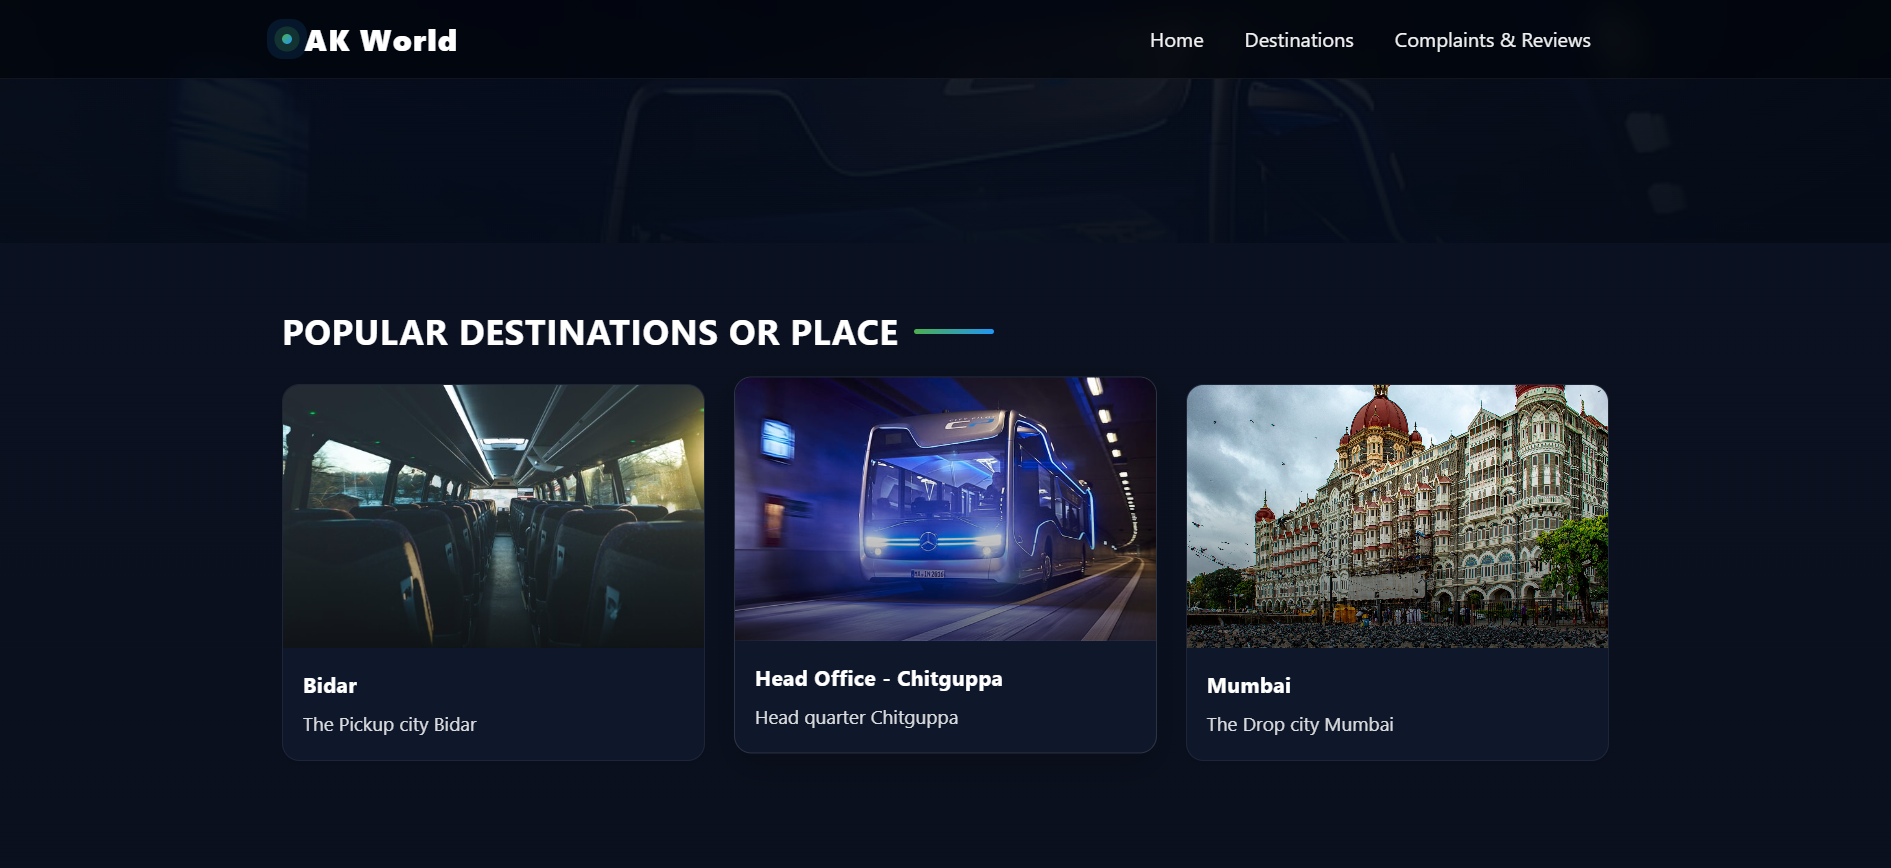 AK World
Home
Destinations
Complaints & Reviews
POPULAR DESTINATIONS OR PLACE
Bidar
The Pickup city Bidar
Head Office - Chitguppa
Head quarter Chitguppa
Mumbai
The Drop city Mumbai